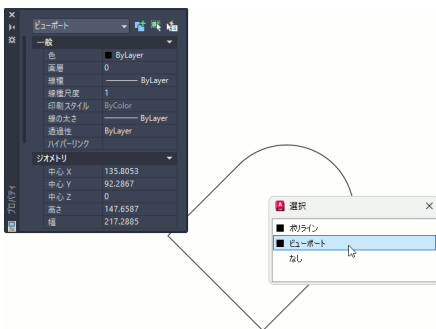 ビューポート
一般
色 ByLayer
画層 0
線種 ByLayer
線種尺度 1
印刷スタイル ByColor
線の太さ ByLayer
透過性 ByLayer
ハイパーリンク
ジオメトリ
中心 X 135.8053
中心 Y 92.2867
中心 Z 0
高さ 147.6587
幅 217.2885
プロパティ
選択
ポリライン
ビューポート
なし